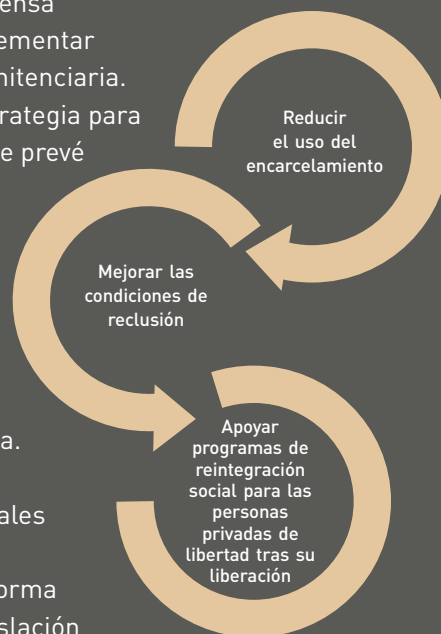 ensa
ementar
nitenciaria.
trategia para
e prevé
Reducir
el uso del
encarcelamiento
Mejorar las
condiciones de
reclusión
a.
ales
orma
slación
Apoyar
programas de
reintegración
social para las
personas
privadas de
libertad tras su
liberación